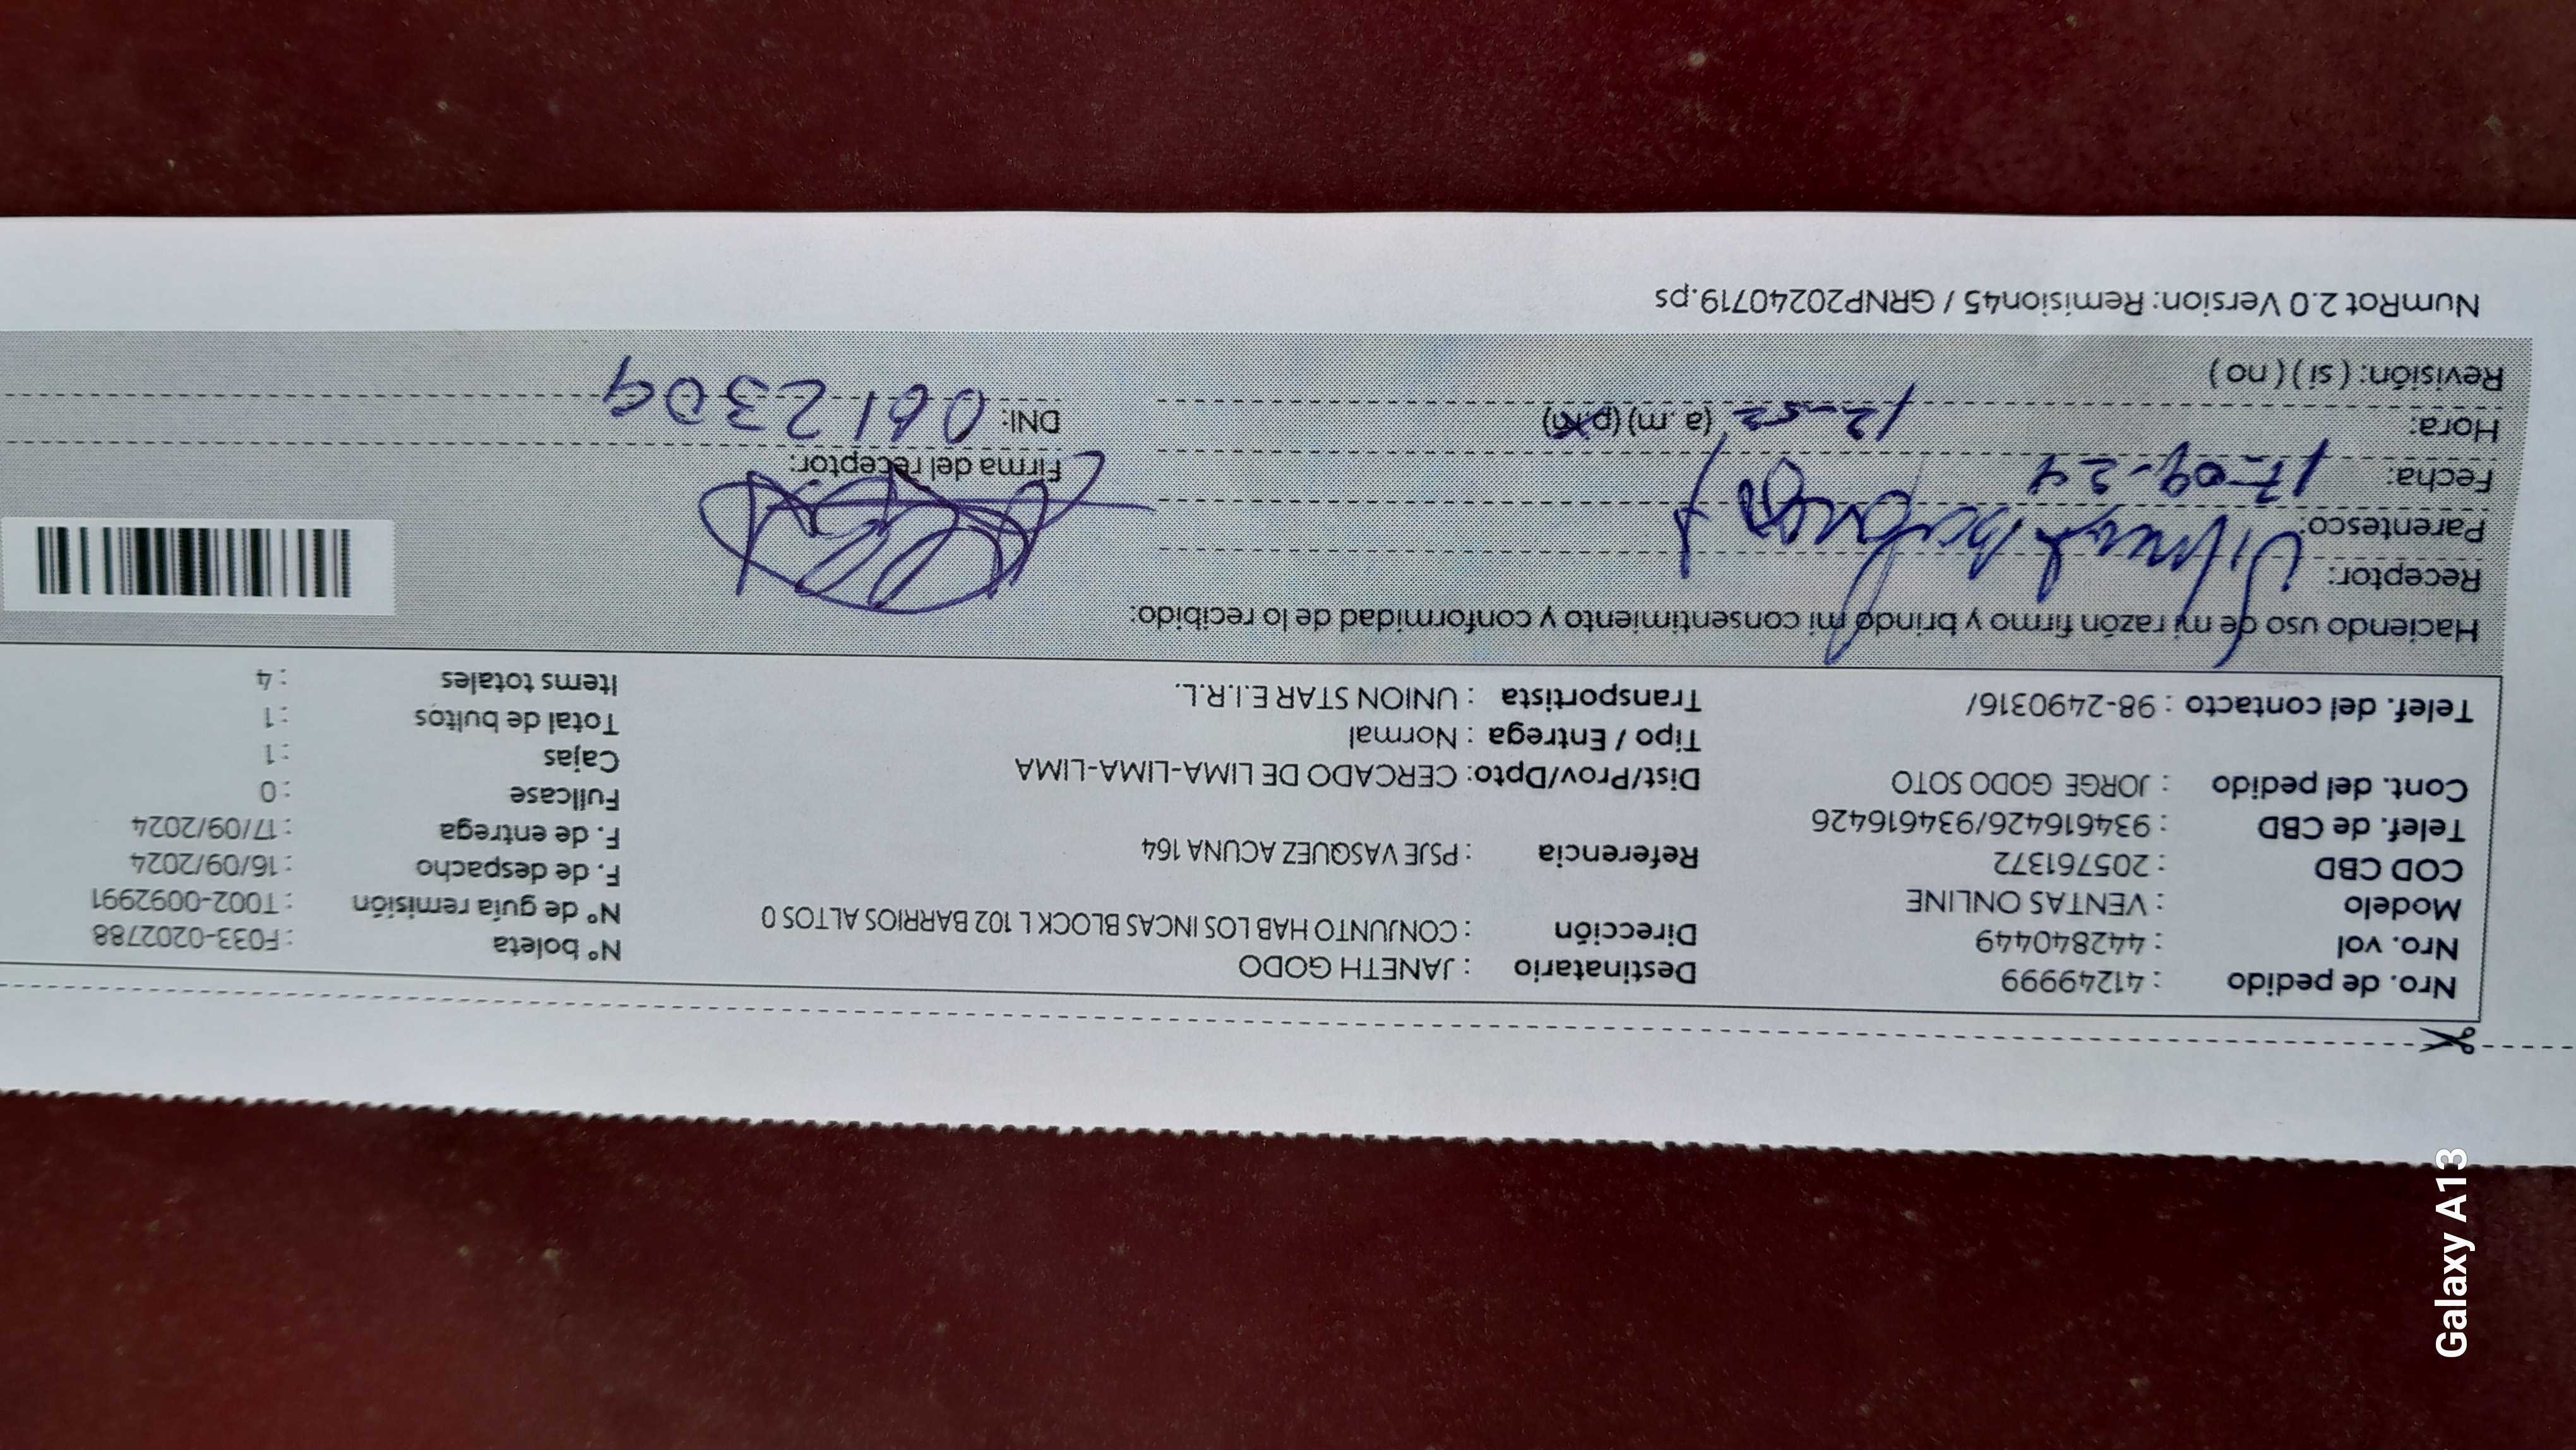 Nro. de pedido : 41249999
Nro. vol : 442840449
Modelo : VENTAS ONLINE
COD CBD : 205761372
Telef. de CBD : 934616426/934616426
Cont. del pedido : JORGE GODO SOTO
Telef. del contacto : 98-2490316/
Destinatario : JANETH GODO
Dirección : CONJUNTO HAB LOS INCAS BLOCK L 102 BARRIOS ALTOS 0
Referencia : PSJE VASQUEZ ACUNA 164
Dist/Prov/Dpto: CERCADO DE LIMA-LIMA-LIMA
Tipo / Entrega : Normal
Transportista : UNION STAR E.I.R.L.
N° boleta : F033-0202788
N° de guía remisión : T002-0092991
F. de despacho : 16/09/2024
F. de entrega : 17/09/2024
Fullcase : 0
Cajas : 1
Total de bultos : 1
Items totales : 4
Haciendo uso de mi razón firmo y brindo mi consentimiento y conformidad de lo recibido:
Receptor:
Parentesco:
Fecha: 17-09-24
Hora: 12-52 (a. m) (p.m)
Revisión: ( si ) ( no )
Firma del receptor:
DNI: 06122309
NumRot 2.0 Version: Remision45 / GRNP20240719.ps
Galaxy A13